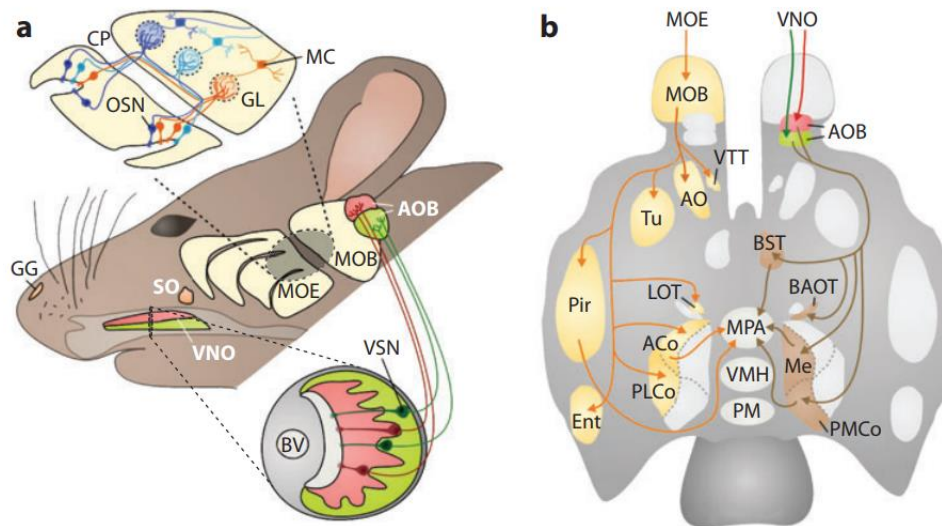 a
CP
MC
OSN
GL
AOB
MOB
MOE
GG
SO
VNO
VSN
BV
b
MOE
VNO
MOB
AOB
VTT
AO
Tu
BST
BAOT
Pir
LOT
MPA
ACo
Me
VMH
PLCo
PM
Ent
PMCo